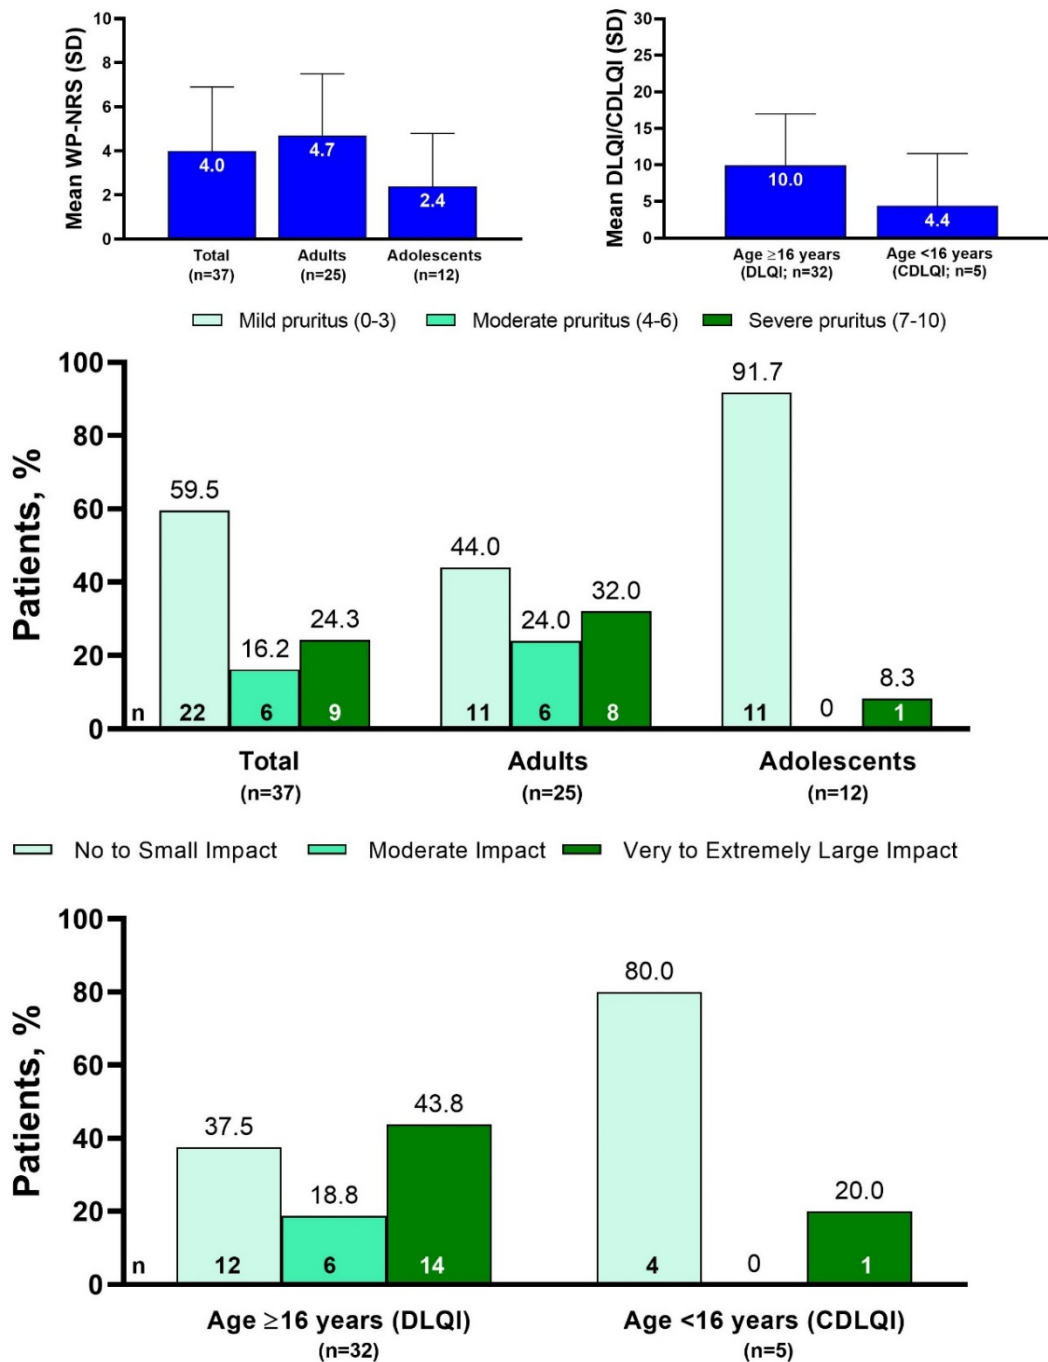 Mean WP-NRS (SD)
10
8
6
4
2
0
4.0
4.7
2.4
Total
(n=37)
Adults
(n=25)
Adolescents
(n=12)
Mean DLQI/CDLQI (SD)
30
25
20
15
10
5
0
10.0
4.4
Age ≥16 years
(DLQI; n=32)
Age <16 years
(CDLQI; n=5)
Mild pruritus (0-3) Moderate pruritus (4-6) Severe pruritus (7-10)
Patients, %
100
80
60
40
20
0
59.5
16.2
24.3
44.0
24.0
32.0
91.7
0
8.3
n 22 6 9 11 6 8 11 1
Total
(n=37)
Adults
(n=25)
Adolescents
(n=12)
No to Small Impact Moderate Impact Very to Extremely Large Impact
Patients, %
100
80
60
40
20
0
37.5
18.8
43.8
80.0
0
20.0
n 12 6 14 4 1
Age ≥16 years (DLQI)
(n=32)
Age <16 years (CDLQI)
(n=5)